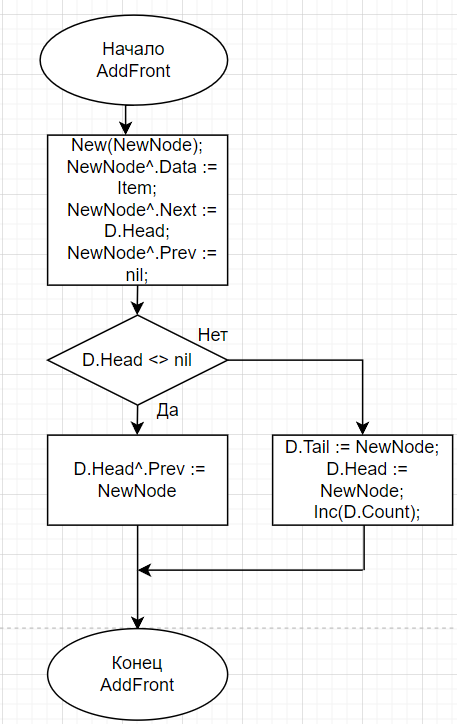 Начало
AddFront
New(NewNode);
NewNode^.Data :=
Item;
NewNode^.Next :=
D.Head;
NewNode^.Prev :=
nil;
D.Head <> nil
Нет
Да
D.Head^.Prev :=
NewNode
D.Tail := NewNode;
D.Head :=
NewNode;
Inc(D.Count);
Конец
AddFront